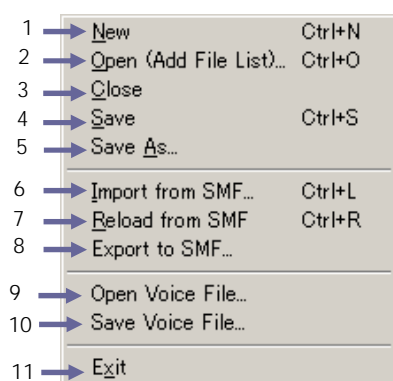 1 New Ctrl+N
2 Open (Add File List)... Ctrl+O
3 Close
4 Save Ctrl+S
5 Save As...
6 Import from SMF... Ctrl+L
7 Reload from SMF Ctrl+R
8 Export to SMF...
9 Open Voice File...
10 Save Voice File...
11 Exit